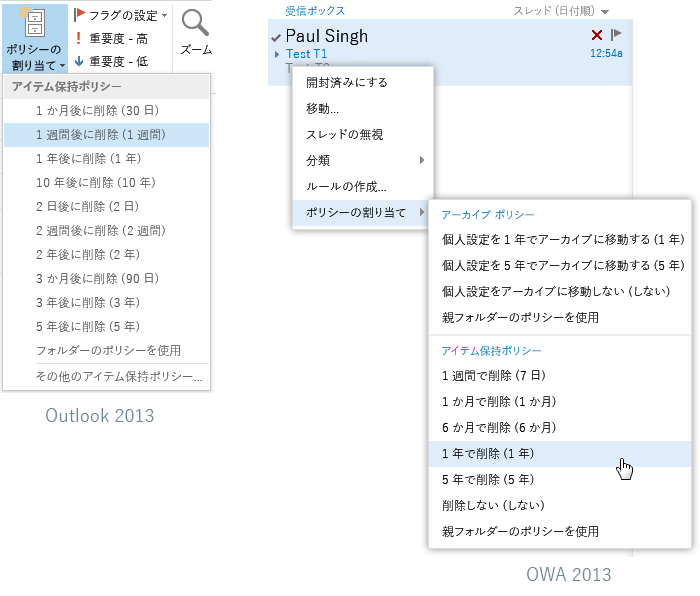 ポリシーの
割り当て
フラグの設定
重要度 - 高
重要度 - 低
ズーム
アイテム保持ポリシー
1 か月後に削除 (30 日)
1 週間後に削除 (1 週間)
1 年後に削除 (1 年)
10 年後に削除 (10 年)
2 日後に削除 (2 日)
2 週間後に削除 (2 週間)
2 年後に削除 (2 年)
3 か月後に削除 (90 日)
3 年後に削除 (3 年)
5 年後に削除 (5 年)
フォルダーのポリシーを使用
その他のアイテム保持ポリシー...
Outlook 2013
受信ボックス
スレッド (日付順)
Paul Singh
Test T1
12:54a
開封済みにする
移動...
スレッドの無視
分類
ルールの作成...
ポリシーの割り当て
アーカイブ ポリシー
個人設定を 1 年でアーカイブに移動する (1 年)
個人設定を 5 年でアーカイブに移動する (5 年)
個人設定をアーカイブに移動しない (しない)
親フォルダーのポリシーを使用
アイテム保持ポリシー
1 週間で削除 (7 日)
1 か月で削除 (1 か月)
6 か月で削除 (6 か月)
1 年で削除 (1 年)
5 年で削除 (5 年)
削除しない (しない)
親フォルダーのポリシーを使用
OWA 2013